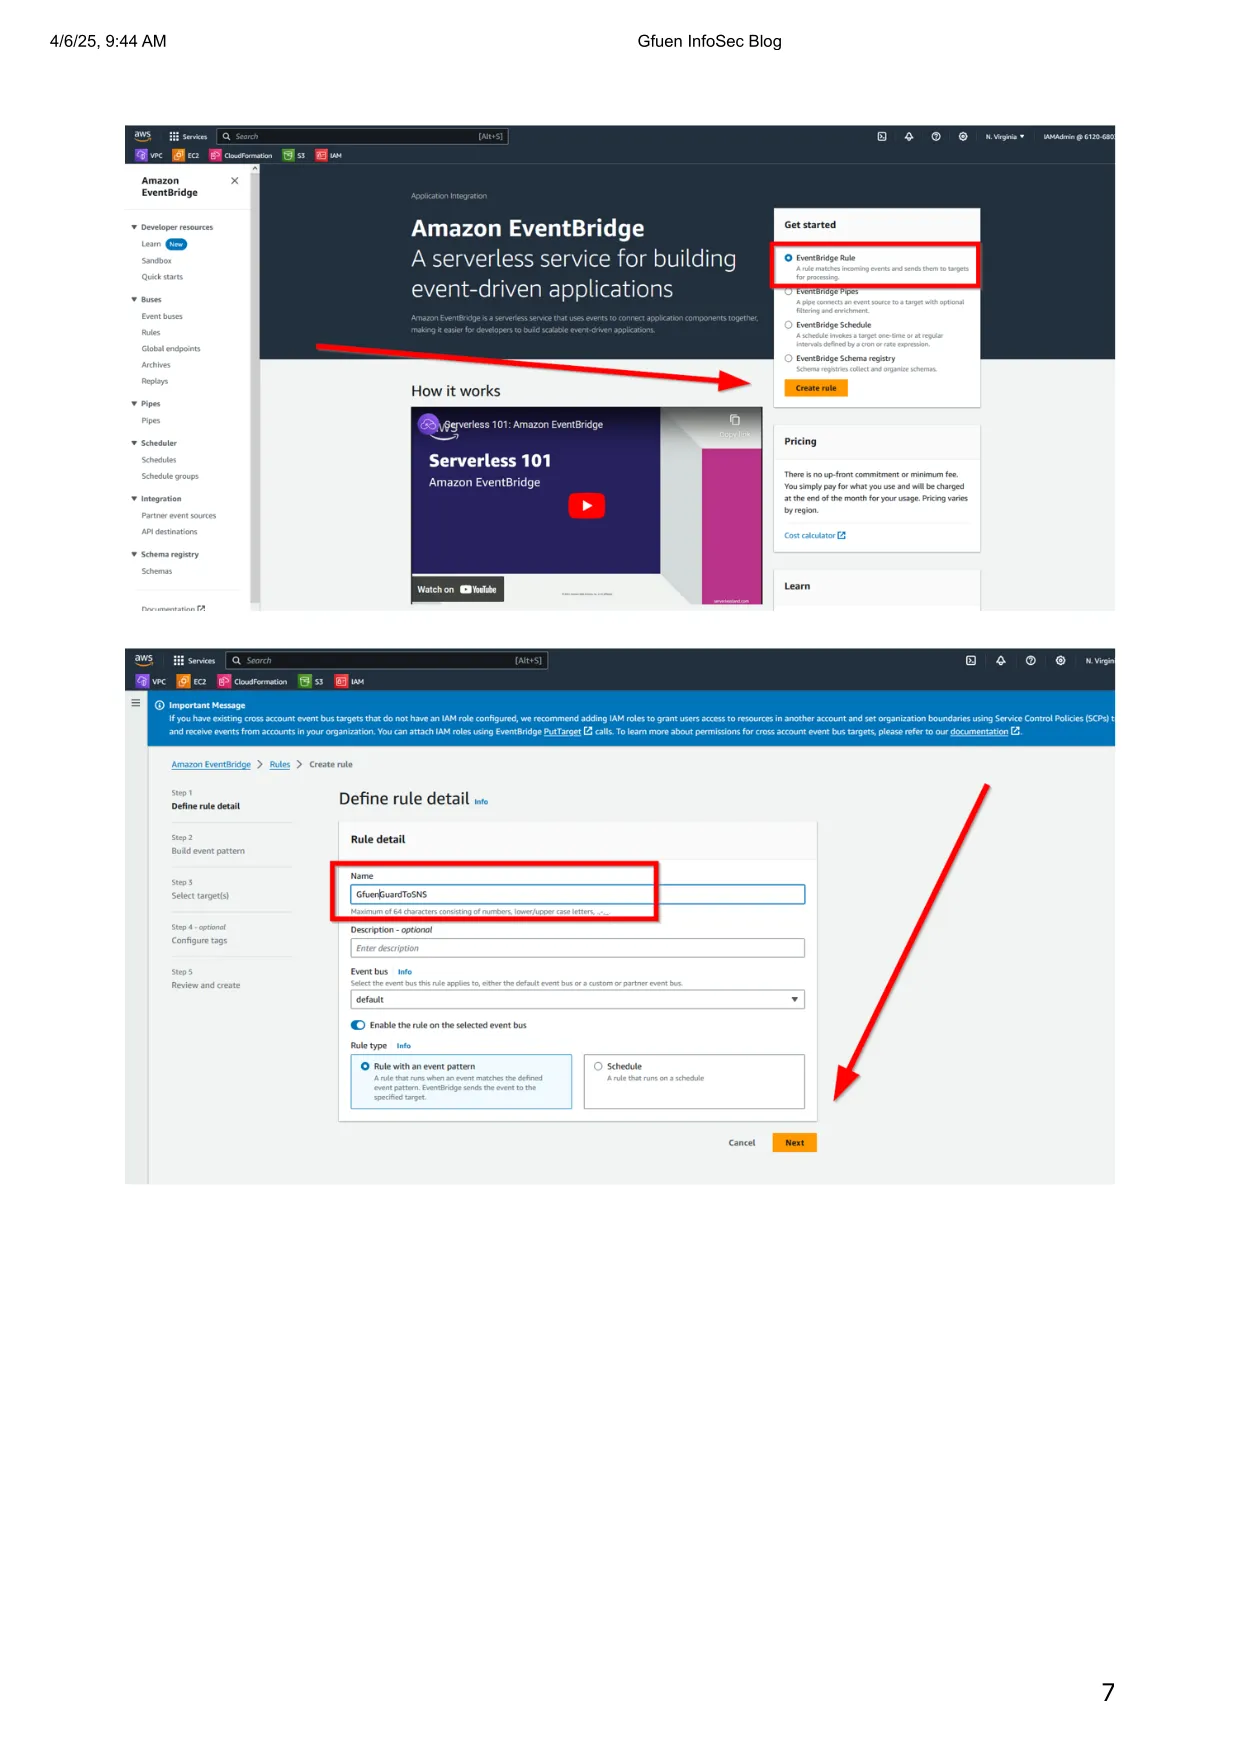 4/6/25, 9:44 AM
Gfuen InfoSec Blog
aws
Services
Search
[Alt+S]
N. Virginia
IAMAdmin @ 6120-680
VPC
EC2
CloudFormation
S3
IAM
Amazon
EventBridge
Developer resources
Learn
New
Sandbox
Quick starts
Buses
Event buses
Rules
Global endpoints
Archives
Replays
Pipes
Pipes
Scheduler
Schedules
Schedule groups
Integration
Partner event sources
API destinations
Schema registry
Schemas
Documentation
Application Integration
Amazon EventBridge
A serverless service for building
event-driven applications
Amazon EventBridge is a serverless service that uses events to connect application components together,
making it easier for developers to build scalable event-driven applications.
Get started
EventBridge Rule
A rule matches incoming events and sends them to targets
for processing.
EventBridge Pipes
A pipe connects an event source to a target with optional
filtering and enrichment.
EventBridge Schedule
A schedule invokes a target one-time or at regular
intervals defined by a cron or rate expression.
EventBridge Schema registry
Schema registries collect and organize schemas.
Create rule
How it works
aws
Serverless 101: Amazon EventBridge
Serverless 101
Amazon EventBridge
Watch on YouTube
Pricing
There is no up-front commitment or minimum fee.
You simply pay for what you use and will be charged
at the end of the month for your usage. Pricing varies
by region.
Cost calculator
Learn
aws
Services
Search
[Alt+S]
N. Virgin
VPC
EC2
CloudFormation
S3
IAM
Important Message
If you have existing cross account event bus targets that do not have an IAM role configured, we recommend adding IAM roles to grant users access to resources in another account and set organization boundaries using Service Control Policies (SCPs) t
and receive events from accounts in your organization. You can attach IAM roles using EventBridge PutTarget calls. To learn more about permissions for cross account event bus targets, please refer to our documentation .
Amazon EventBridge > Rules > Create rule
Step 1
Define rule detail
Step 2
Build event pattern
Step 3
Select target(s)
Step 4 - optional
Configure tags
Step 5
Review and create
Define rule detail Info
Rule detail
Name
GfuenGuardToSNS
Maximum of 64 characters consisting of numbers, lower/upper case letters, .,-,_.
Description - optional
Enter description
Event bus Info
Select the event bus this rule applies to, either the default event bus or a custom or partner event bus.
default
Enable the rule on the selected event bus
Rule type Info
Rule with an event pattern
A rule that runs when an event matches the defined
event pattern. EventBridge sends the event to the
specified target.
Schedule
A rule that runs on a schedule
Cancel
Next
7